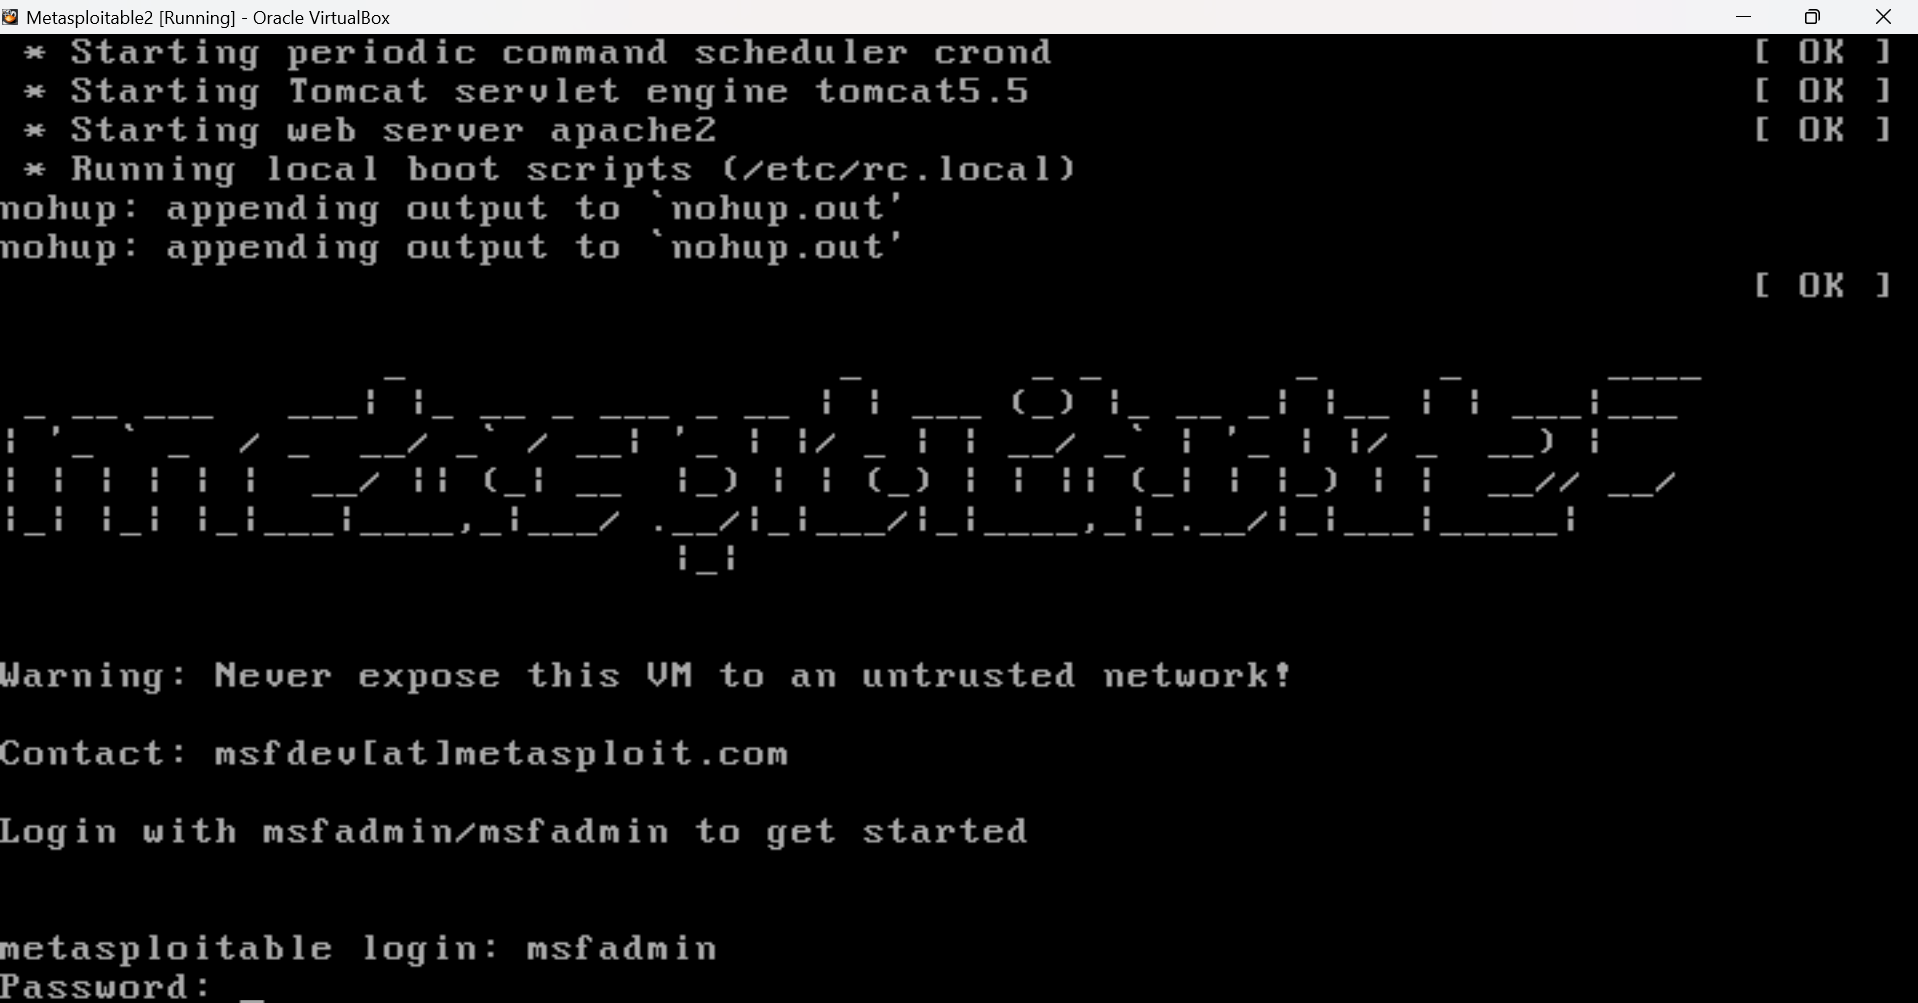 Metasploitable2 [Running] - Oracle VirtualBox
* Starting periodic command scheduler crond [ OK ]
* Starting Tomcat servlet engine tomcat5.5 [ OK ]
* Starting web server apache2 [ OK ]
* Running local boot scripts (/etc/rc.local)
nohup: appending output to `nohup.out'
nohup: appending output to `nohup.out'
[ OK ]
metasploitable2
Warning: Never expose this VM to an untrusted network!
Contact: msfdev[at]metasploit.com
Login with msfadmin/msfadmin to get started
metasploitable login: msfadmin
Password: _